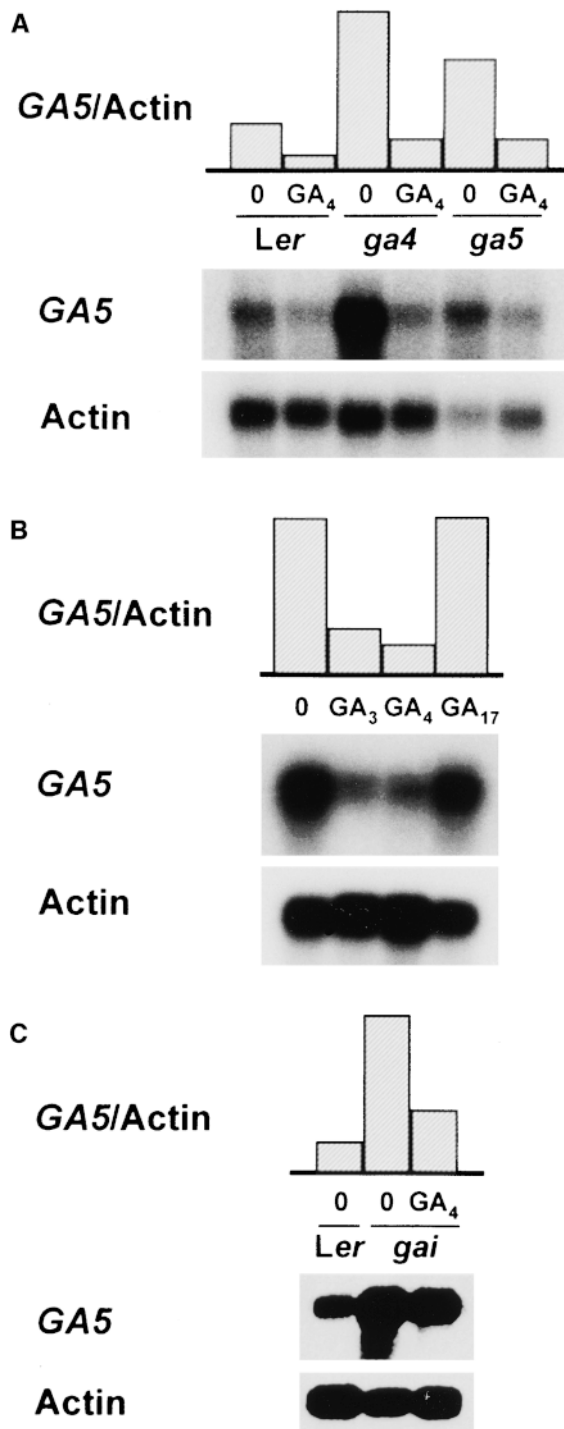 A
GA5/Actin
0 GA4 0 GA4 0 GA4
Ler ga4 ga5
GA5
Actin
B
GA5/Actin
0 GA3 GA4 GA17
GA5
Actin
C
GA5/Actin
0 0 GA4
Ler gai
GA5
Actin